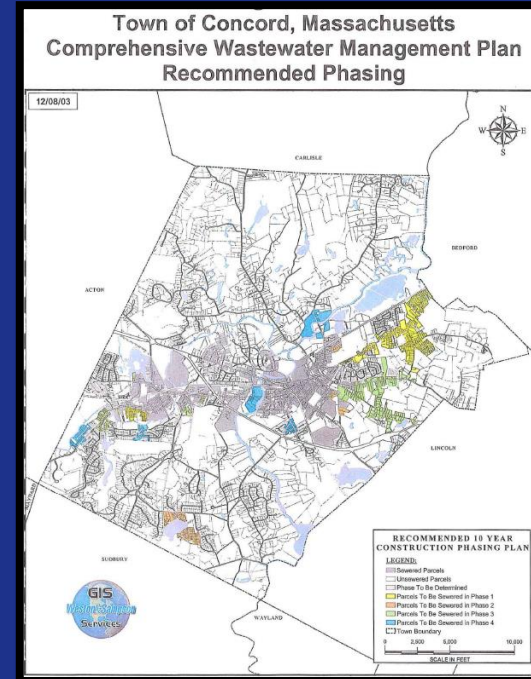 Town of Concord, Massachusetts
Comprehensive Wastewater Management Plan
Recommended Phasing
12/08/03
N
W
E
S
CARLISLE
BEDFORD
ACTON
LINCOLN
SUDBURY
WAYLAND
GIS
Weston & Sampson
Services
RECOMMENDED 10 YEAR
CONSTRUCTION PHASING PLAN
LEGEND:
Sewered Parcels
Unsewered Parcels
Phase To Be Determined
Parcels To Be Sewered in Phase 1
Parcels To Be Sewered in Phase 2
Parcels To Be Sewered in Phase 3
Parcels To Be Sewered in Phase 4
Town Boundary
0 2,500 5,000 10,000
SCALE IN FEET